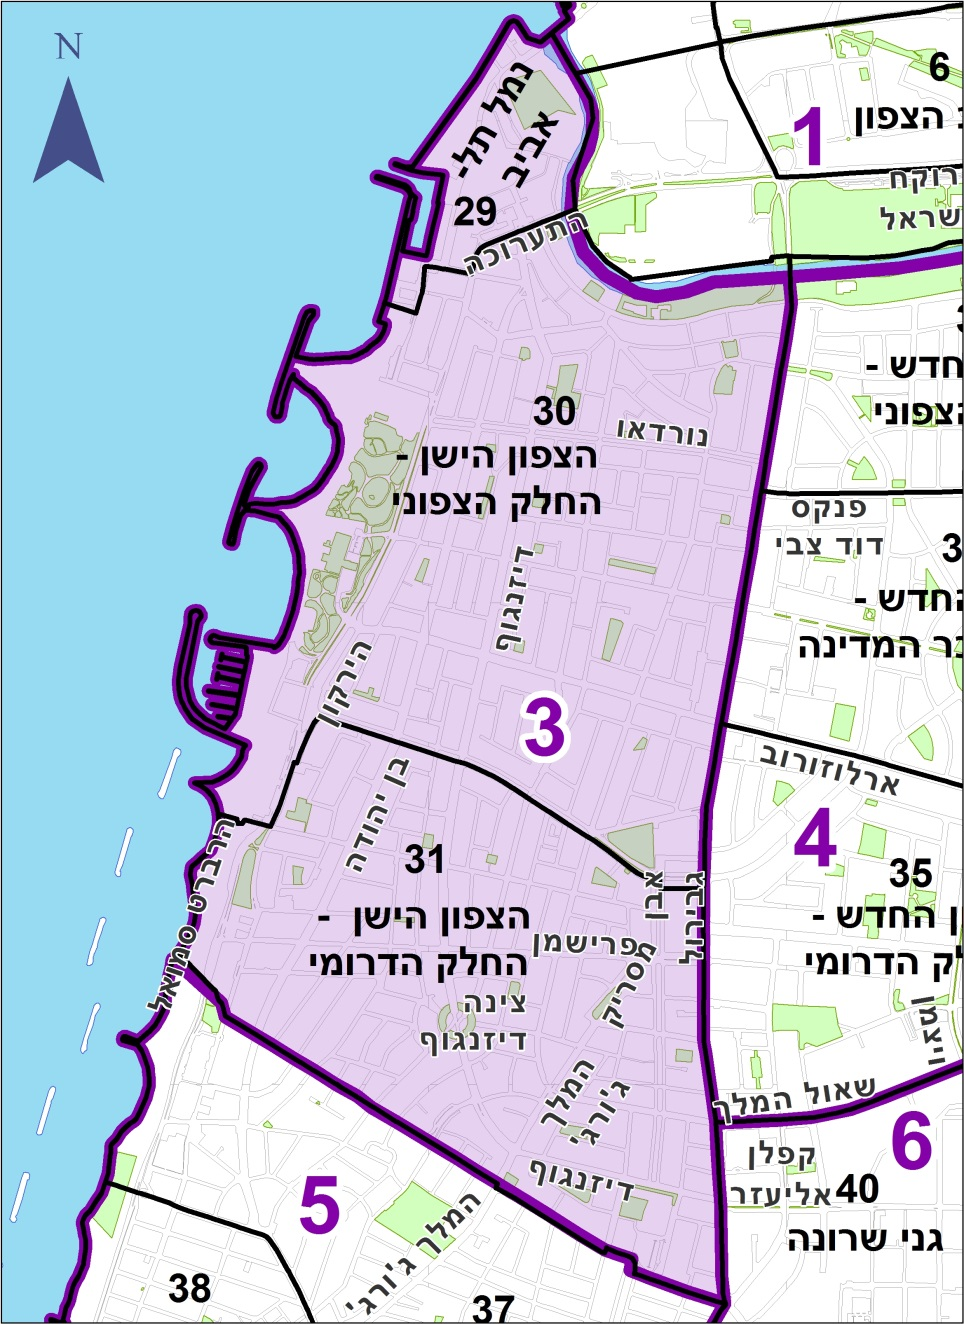 N
נמל תל-
אביב
29
התערוכה
1
6
הצפון
רוקח
ישראל
30
הצפון הישן -
החלק הצפוני
נורדאו
דיזנגוף
הירקון
3
חדש -
הצפוני
פנקס
דוד צבי
החדש -
כר המדינה
ארלוזורוב
4
35
החדש -
הדרומי
ויצמן
שאול המלך
6
קפלן
אליעזר
40
גני שרונה
בן יהודה
31
הצפון הישן -
החלק הדרומי
הרברט סמואל
אבן
גבירול
פרישמן
מסריק
צינה
דיזנגוף
המלך
ג'ורג'
דיזנגוף
5
המלך ג'ורג'
38
37